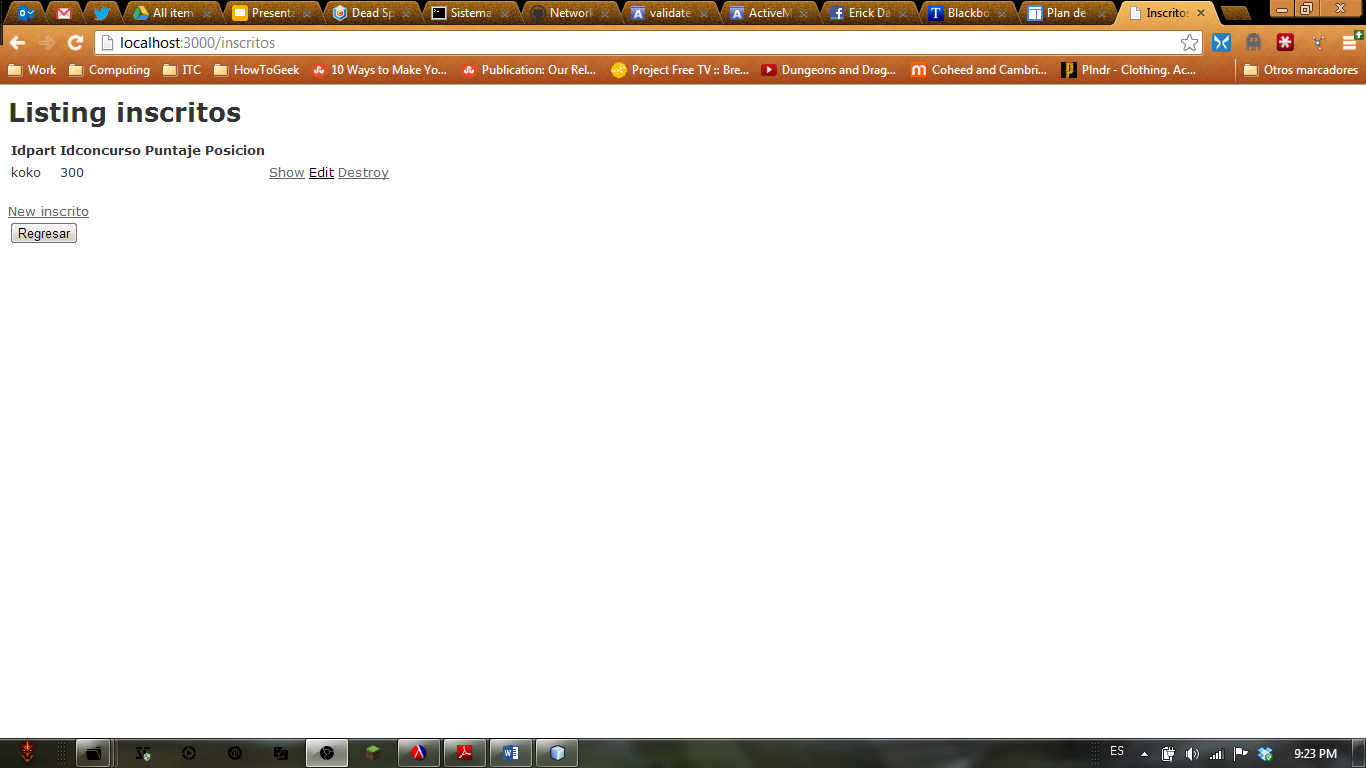 All item
Present
Dead Sp
Sistema
Network
validate
ActiveM
Erick Da
Blackbo
Plan de
Inscrito
localhost:3000/inscritos
Work Computing ITC HowToGeek 10 Ways to Make Yo... Publication: Our Rel... Project Free TV :: Bre... Dungeons and Drag... Coheed and Cambri... Plndr - Clothing. Ac... Otros marcadores
Listing inscritos
Idpart Idconcurso Puntaje Posicion
koko 300 Show Edit Destroy
New inscrito
Regresar
ES 9:23 PM